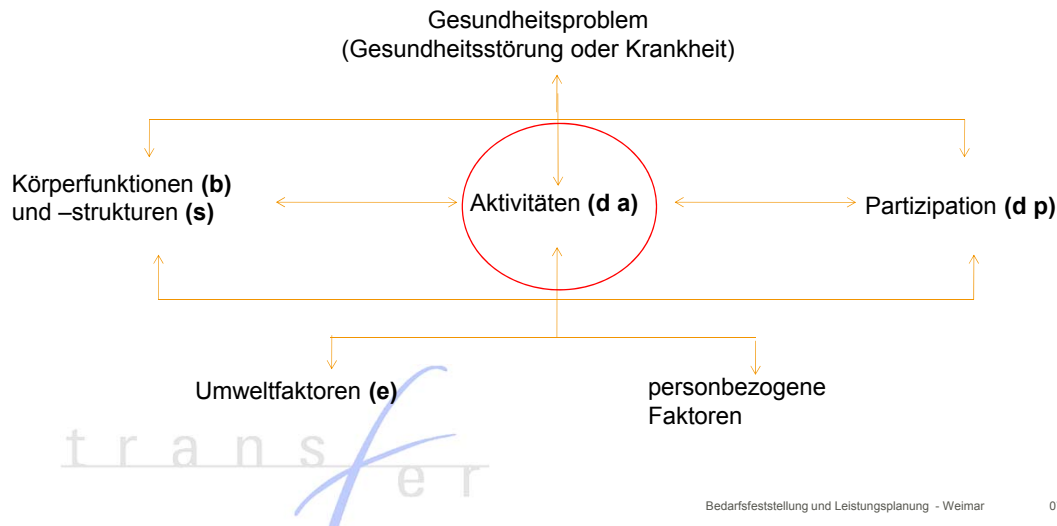 Gesundheitsproblem
(Gesundheitsstörung oder Krankheit)
Körperfunktionen (b)
und –strukturen (s)
Aktivitäten (d a)
Partizipation (d p)
Umweltfaktoren (e)
personbezogene
Faktoren
transfer
Bedarfsfeststellung und Leistungsplanung - Weimar 0